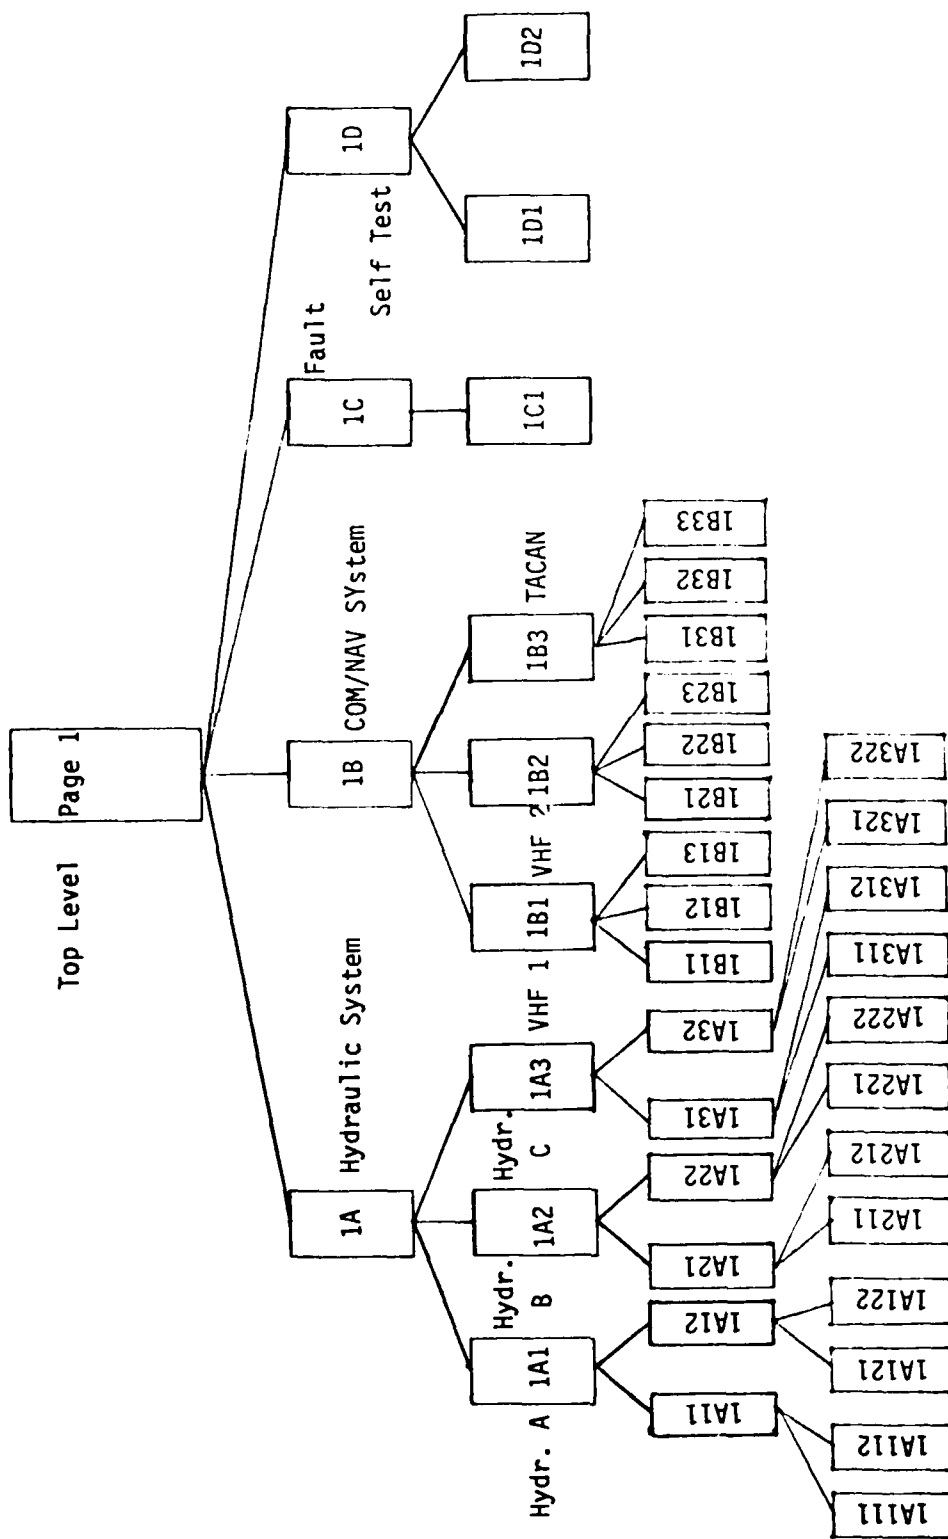 Top Level
Page 1
1A
Hydraulic System
1B
COM/NAV SYstem
1C
Fault
1D
Self Test
Hydr. A
1A1
Hydr.
B
1A2
Hydr.
C
1A3
VHF 1
1B1
VHF 2
1B2
1B3
TACAN
1C1
1D1
1D2
1A11
1A12
1A21
1A22
1A31
1A32
1B11
1B12
1B13
1B21
1B22
1B23
1B31
1B32
1B33
1A111
1A112
1A121
1A122
1A211
1A212
1A221
1A222
1A311
1A312
1A321
1A322